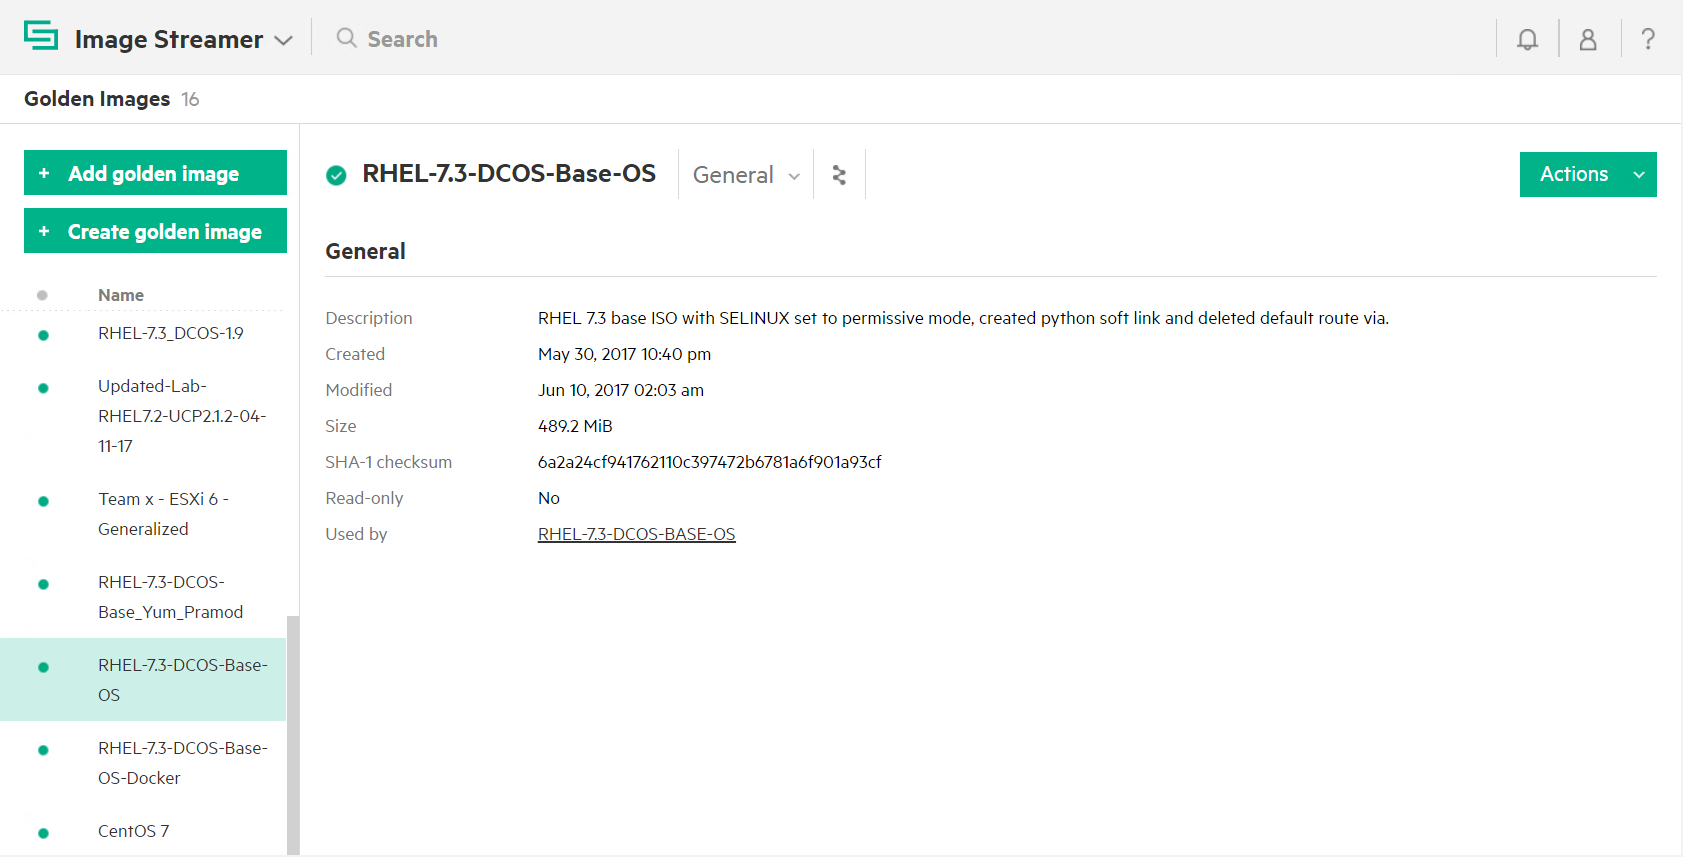 Image Streamer
Search
?
Golden Images 16
+ Add golden image
+ Create golden image
Name
RHEL-7.3_DCOS-1.9
Updated-Lab-
RHEL7.2-UCP2.1.2-04-
11-17
Team x - ESXi 6 -
Generalized
RHEL-7.3-DCOS-
Base_Yum_Pramod
RHEL-7.3-DCOS-Base-
OS
RHEL-7.3-DCOS-Base-
OS-Docker
CentOS 7
RHEL-7.3-DCOS-Base-OS
General
Actions
General
Description RHEL 7.3 base ISO with SELINUX set to permissive mode, created python soft link and deleted default route via.
Created May 30, 2017 10:40 pm
Modified Jun 10, 2017 02:03 am
Size 489.2 MiB
SHA-1 checksum 6a2a24cf941762110c397472b6781a6f901a93cf
Read-only No
Used by RHEL-7.3-DCOS-BASE-OS